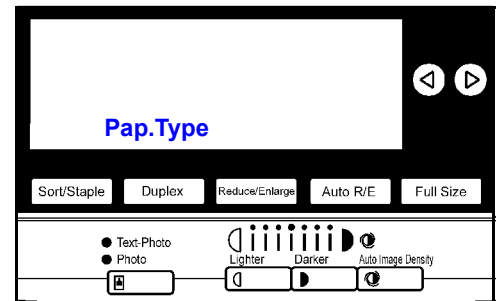 Pap.Type
Sort/Staple Duplex Reduce/Enlarge Auto R/E Full Size
Text-Photo
Photo
Lighter Darker Auto Image Density